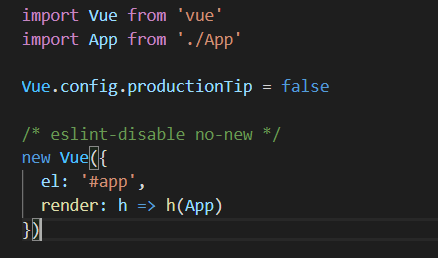 import Vue from 'vue'
import App from './App'
Vue.config.productionTip = false
/* eslint-disable no-new */
new Vue({
  el: '#app',
  render: h => h(App)
})